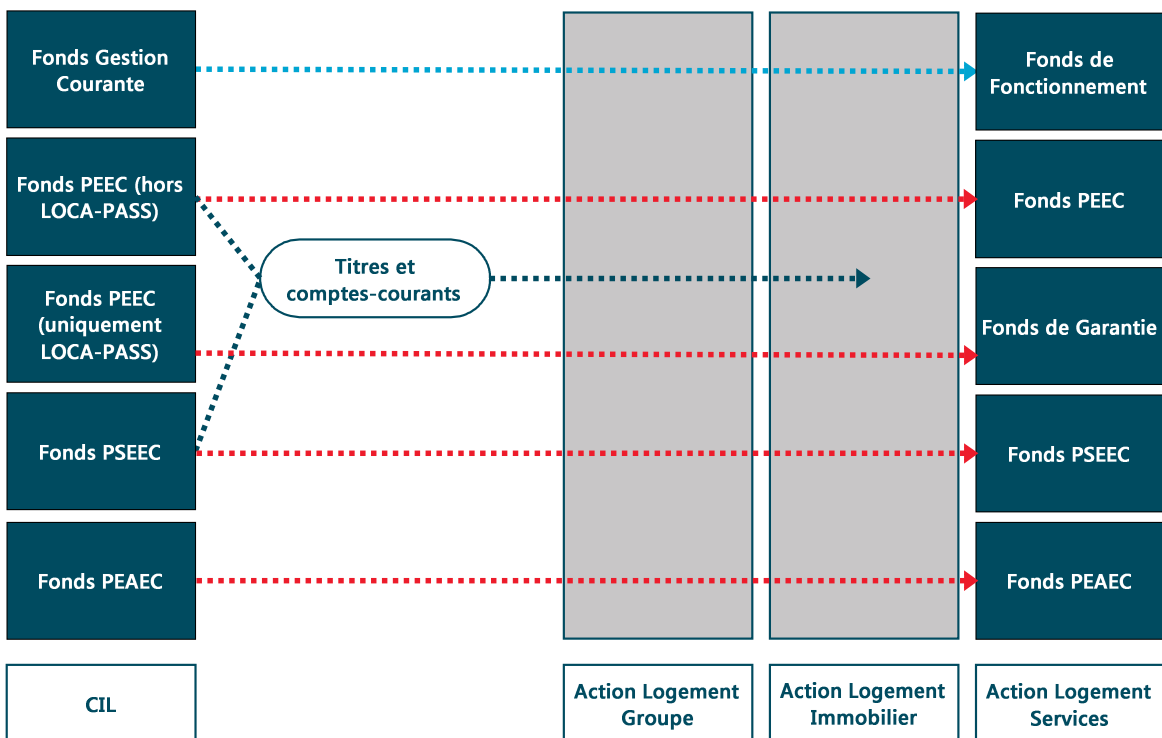 Fonds Gestion
Courante
Fonds de
Fonctionnement
Fonds PEEC (hors
LOCA-PASS)
Fonds PEEC
Titres et
comptes-courants
Fonds PEEC
(uniquement
LOCA-PASS)
Fonds de Garantie
Fonds PSEEC
Fonds PSEEC
Fonds PEAEC
Fonds PEAEC
CIL
Action Logement
Groupe
Action Logement
Immobilier
Action Logement
Services